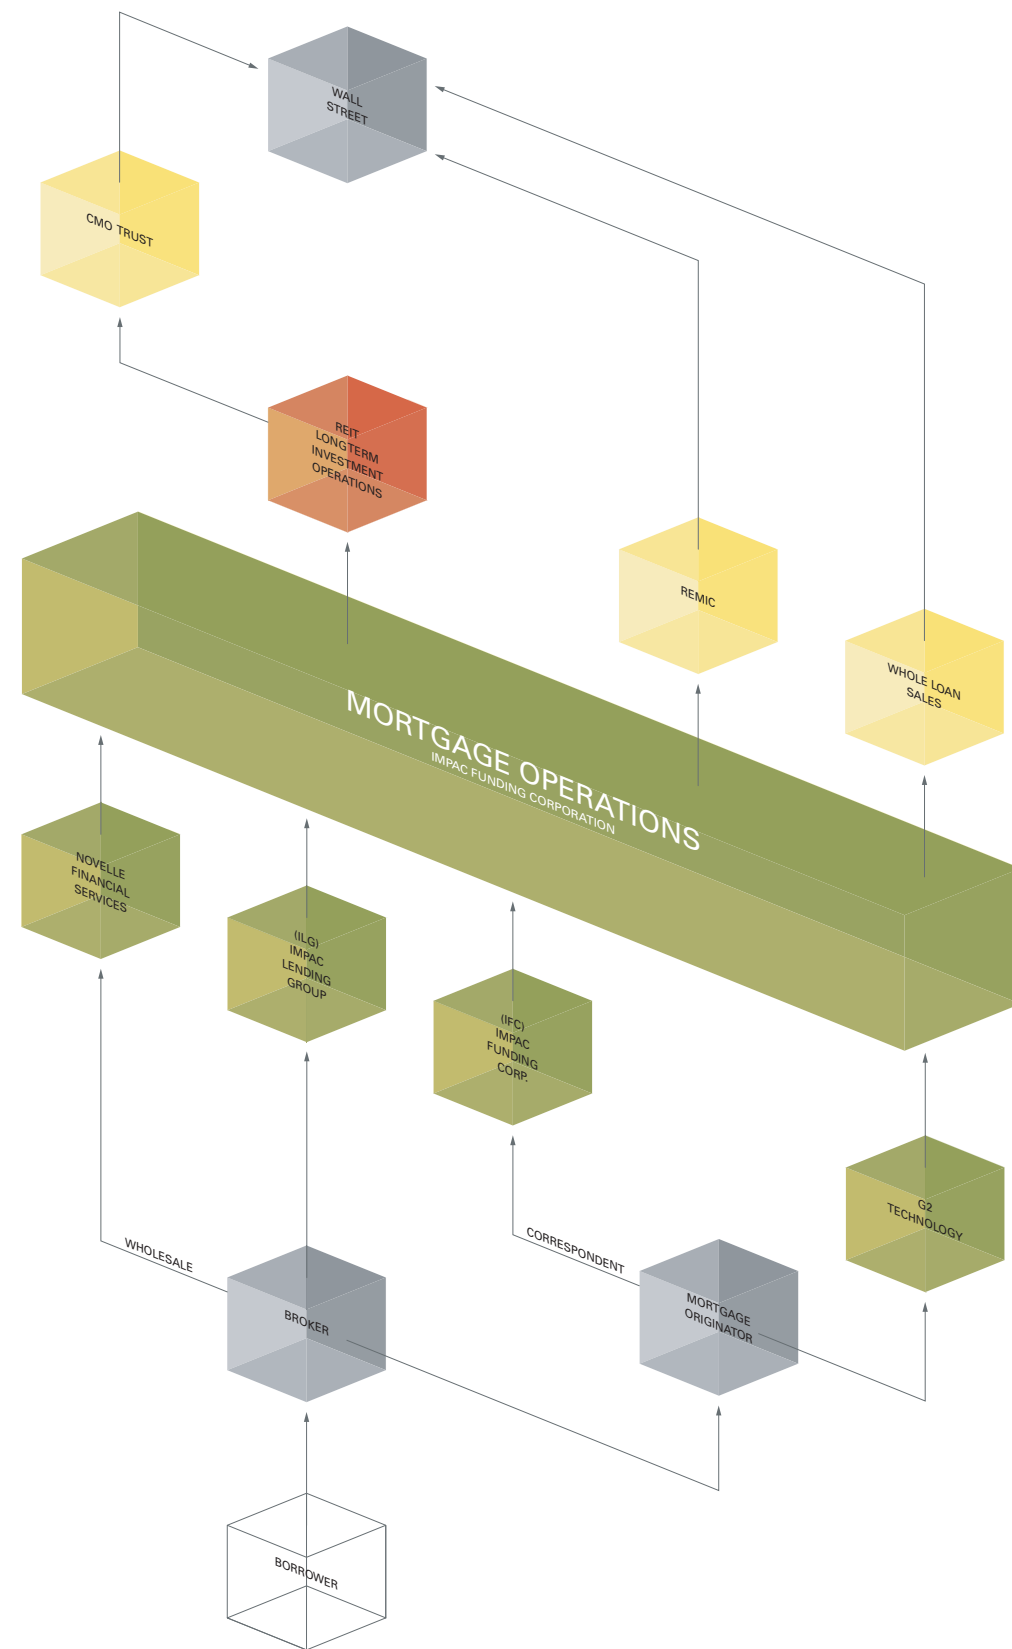 WALL
STREET
CMO TRUST
REIT
LONGTERM
INVESTMENT
OPERATIONS
REMIC
WHOLE LOAN
SALES
MORTGAGE OPERATIONS
IMPAC FUNDING CORPORATION
NOVELLE
FINANCIAL
SERVICES
(ILG)
IMPAC
LENDING
GROUP
(IFC)
IMPAC
FUNDING
CORP.
G2
TECHNOLOGY
WHOLESALE
CORRESPONDENT
BROKER
MORTGAGE
ORIGINATOR
BORROWER